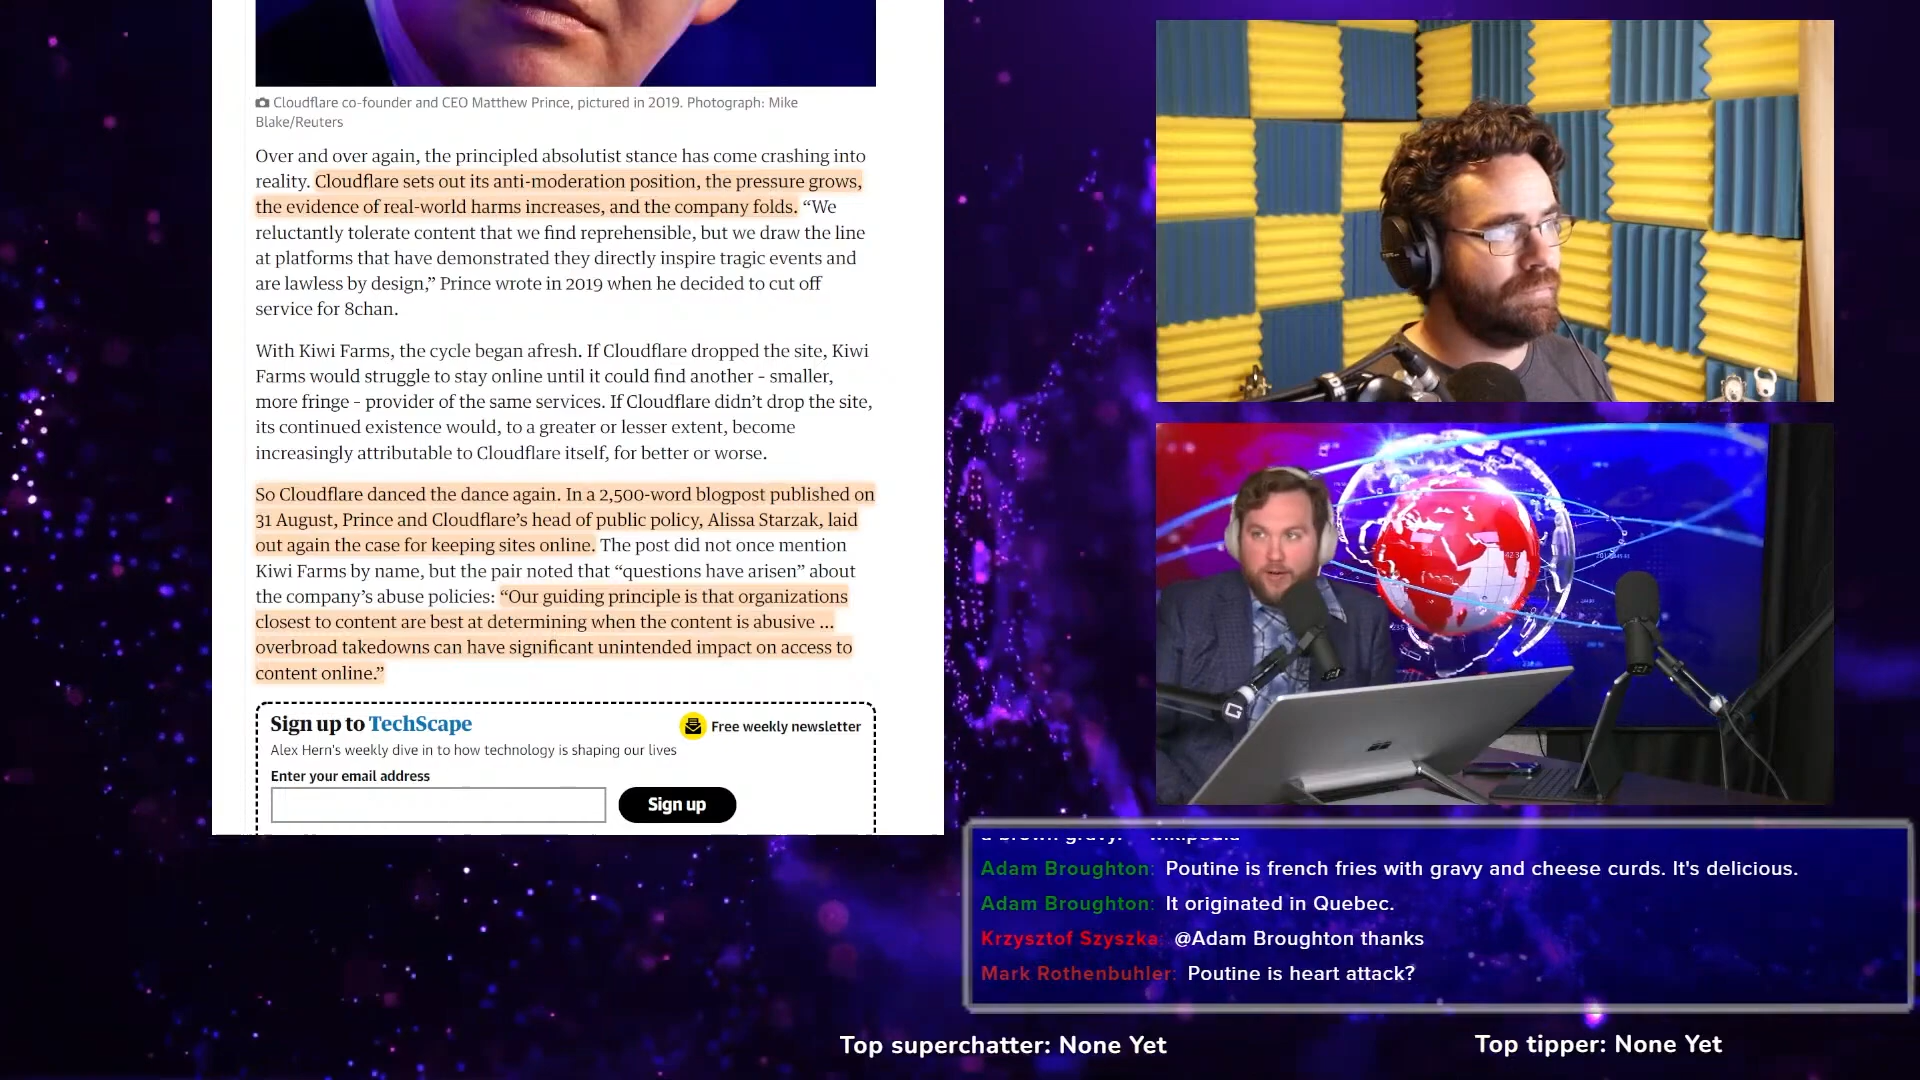 Cloudflare co-founder and CEO Matthew Prince, pictured in 2019. Photograph: Mike
Blake/Reuters
Over and over again, the principled absolutist stance has come crashing into
reality. Cloudflare sets out its anti-moderation position, the pressure grows,
the evidence of real-world harms increases, and the company folds. “We
reluctantly tolerate content that we find reprehensible, but we draw the line
at platforms that have demonstrated they directly inspire tragic events and
are lawless by design,” Prince wrote in 2019 when he decided to cut off
service for 8chan.
With Kiwi Farms, the cycle began afresh. If Cloudflare dropped the site, Kiwi
Farms would struggle to stay online until it could find another – smaller,
more fringe – provider of the same services. If Cloudflare didn’t drop the site,
its continued existence would, to a greater or lesser extent, become
increasingly attributable to Cloudflare itself, for better or worse.
So Cloudflare danced the dance again. In a 2,500-word blogpost published on
31 August, Prince and Cloudflare’s head of public policy, Alissa Starzak, laid
out again the case for keeping sites online. The post did not once mention
Kiwi Farms by name, but the pair noted that “questions have arisen” about
the company’s abuse policies: “Our guiding principle is that organizations
closest to content are best at determining when the content is abusive ...
overbroad takedowns can have significant unintended impact on access to
content online.”
Sign up to TechScape
Free weekly newsletter
Alex Hern's weekly dive in to how technology is shaping our lives
Enter your email address
Sign up
a brown gravy. wikipedia
Adam Broughton: Poutine is french fries with gravy and cheese curds. It's delicious.
Adam Broughton: It originated in Quebec.
Krzysztof Szyszka: @Adam Broughton thanks
Mark Rothenbuhler: Poutine is heart attack?
Top superchatter: None Yet
Top tipper: None Yet